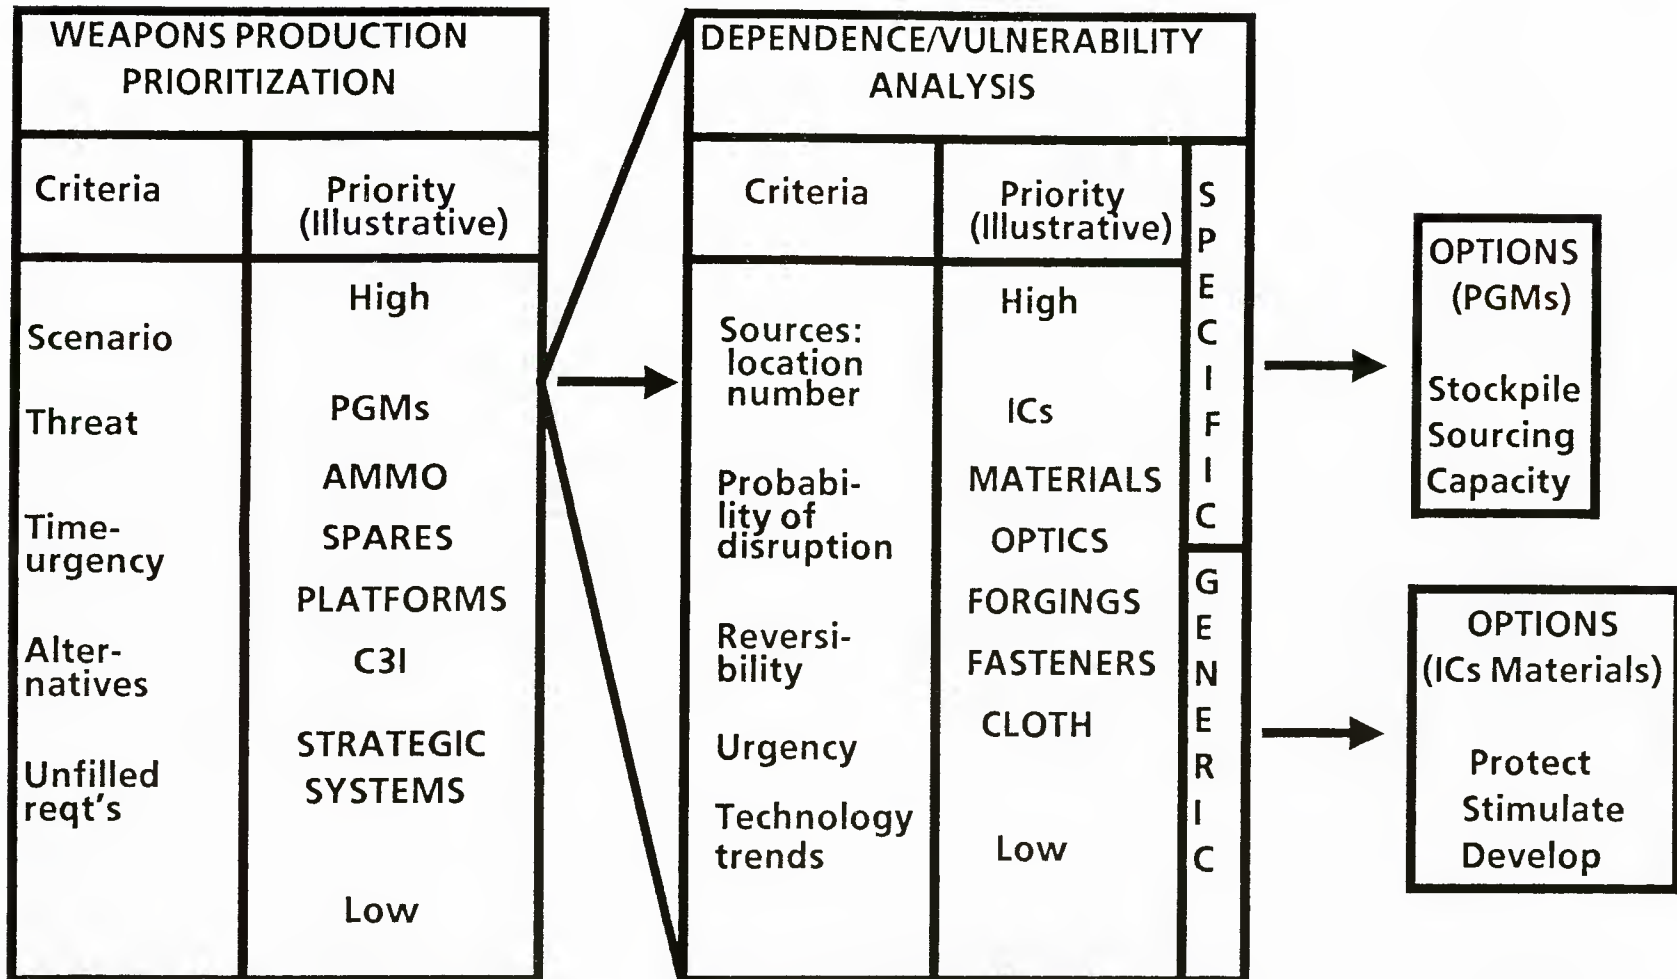 WEAPONS PRODUCTION
PRIORITIZATION
Criteria
Priority
(Illustrative)
Scenario
Threat
Time-
urgency
Alter-
natives
Unfilled
reqt's
High
PGMs
AMMO
SPARES
PLATFORMS
C3I
STRATEGIC
SYSTEMS
Low
DEPENDENCE/VULNERABILITY
ANALYSIS
Criteria
Priority
(Illustrative)
Sources:
location
number
Probabi-
lity of
disruption
Reversi-
bility
Urgency
Technology
trends
High
ICs
MATERIALS
OPTICS
FORGINGS
FASTENERS
CLOTH
Low
SPECIFIC
GENERIC
OPTIONS
(PGMs)
Stockpile
Sourcing
Capacity
OPTIONS
(ICs Materials)
Protect
Stimulate
Develop